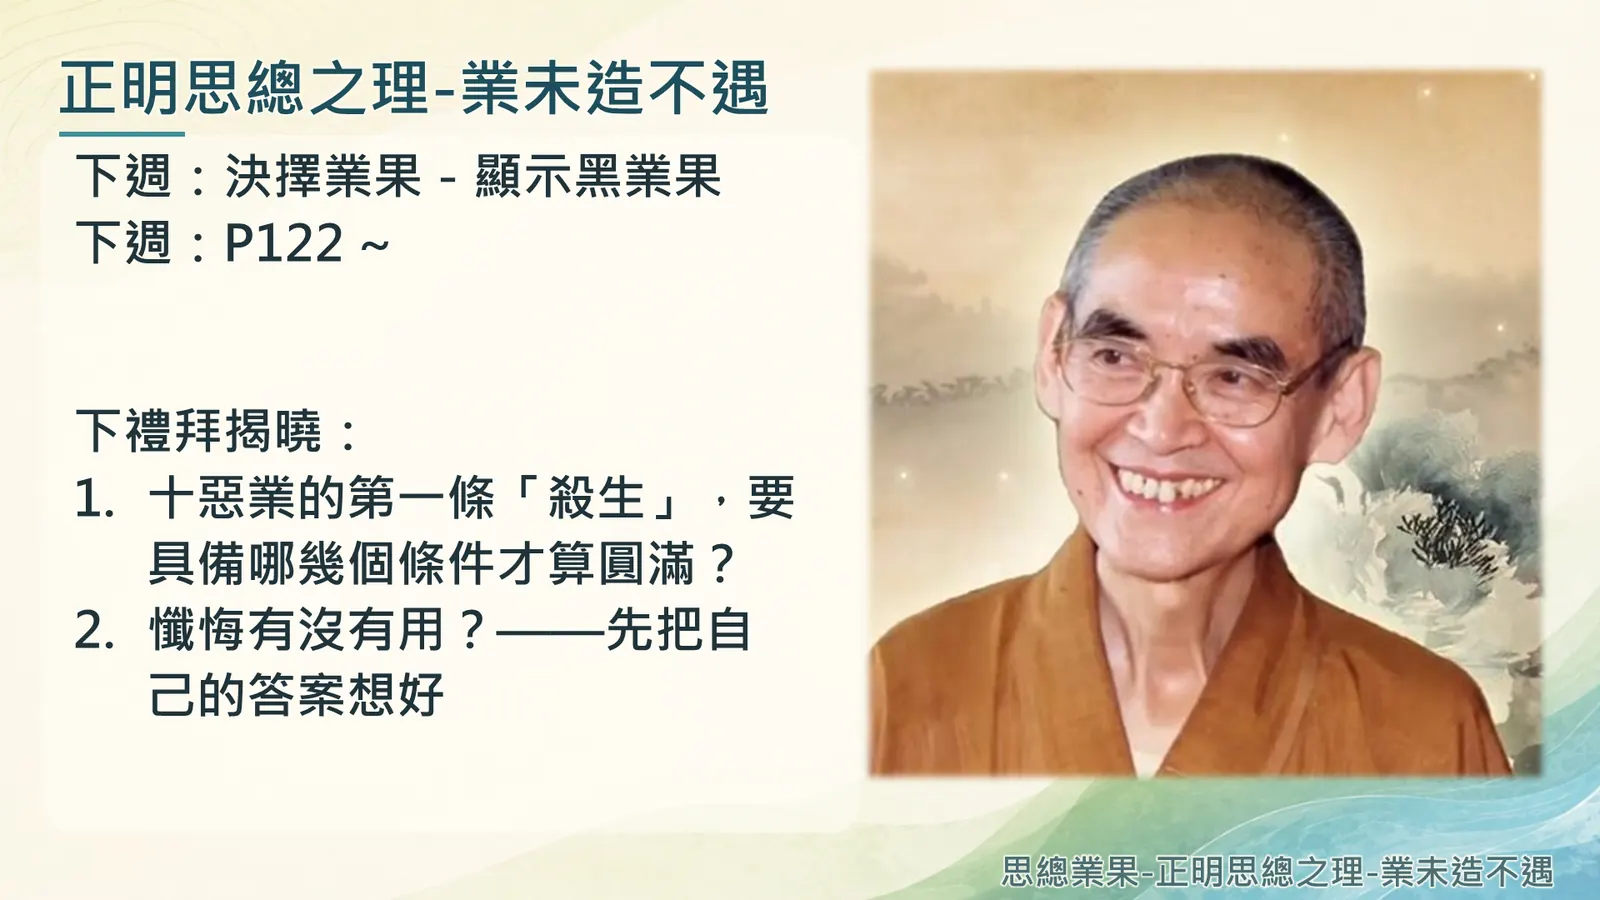 正明思總之理-業未造不遇
下週：決擇業果 - 顯示黑業果
下週：P122 ~
下禮拜揭曉：
1. 十惡業的第一條「殺生」，要
具備哪幾個條件才算圓滿？
2. 懺悔有沒有用？——先把自
己的答案想好
思總業果-正明思總之理-業未造不遇